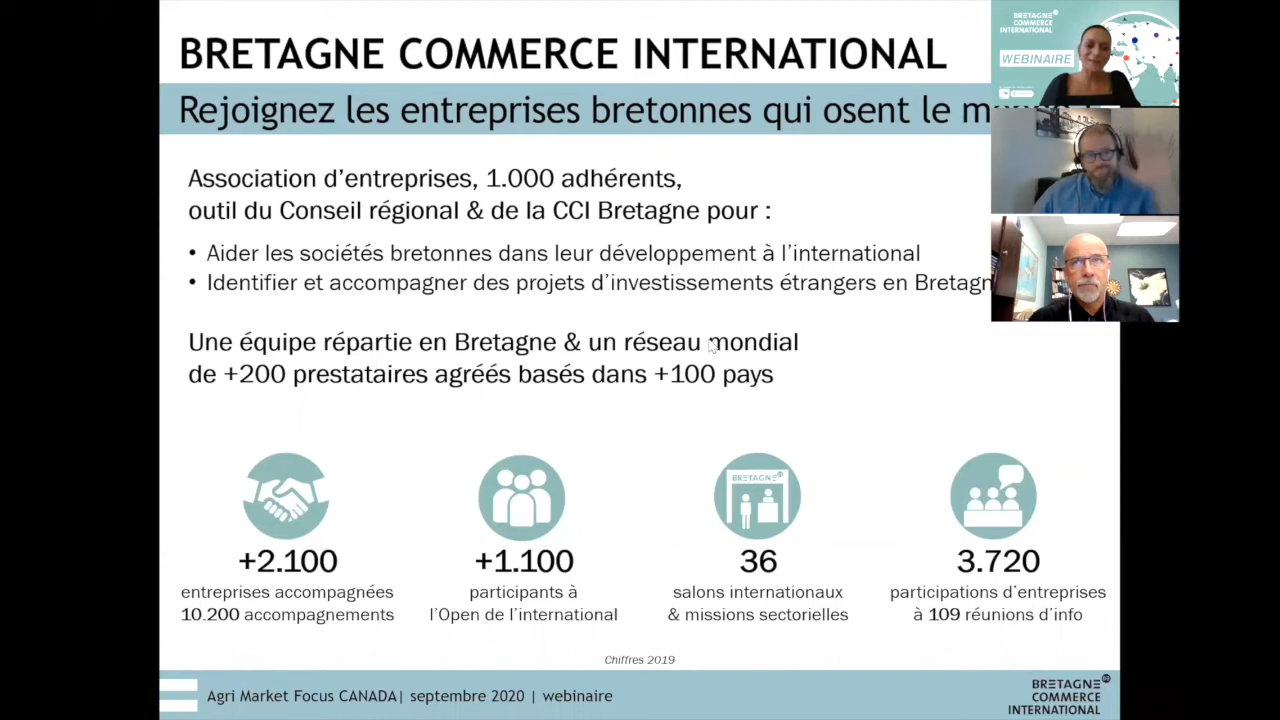 BRETAGNE COMMERCE INTERNATIONAL
Rejoignez les entreprises bretonnes qui osent le
BRETAGNE
COMMERCE
INTERNATIONAL
WEBINAIRE
Association d'entreprises, 1.000 adhérents,
outil du Conseil régional & de la CCI Bretagne pour :
• Aider les sociétés bretonnes dans leur développement à l'international
• Identifier et accompagner des projets d'investissements étrangers en Bretagn
Une équipe répartie en Bretagne & un réseau mondial
de +200 prestataires agréés basés dans +100 pays
BRETAGNE
+2.100
entreprises accompagnées
10.200 accompagnements
+1.100
participants à
l'Open de l'international
36
salons internationaux
& missions sectorielles
3.720
participations d'entreprises
à 109 réunions d'info
Chiffres 2019
Agri Market Focus CANADA| septembre 2020 | webinaire
BRETAGNE
COMMERCE
INTERNATIONAL